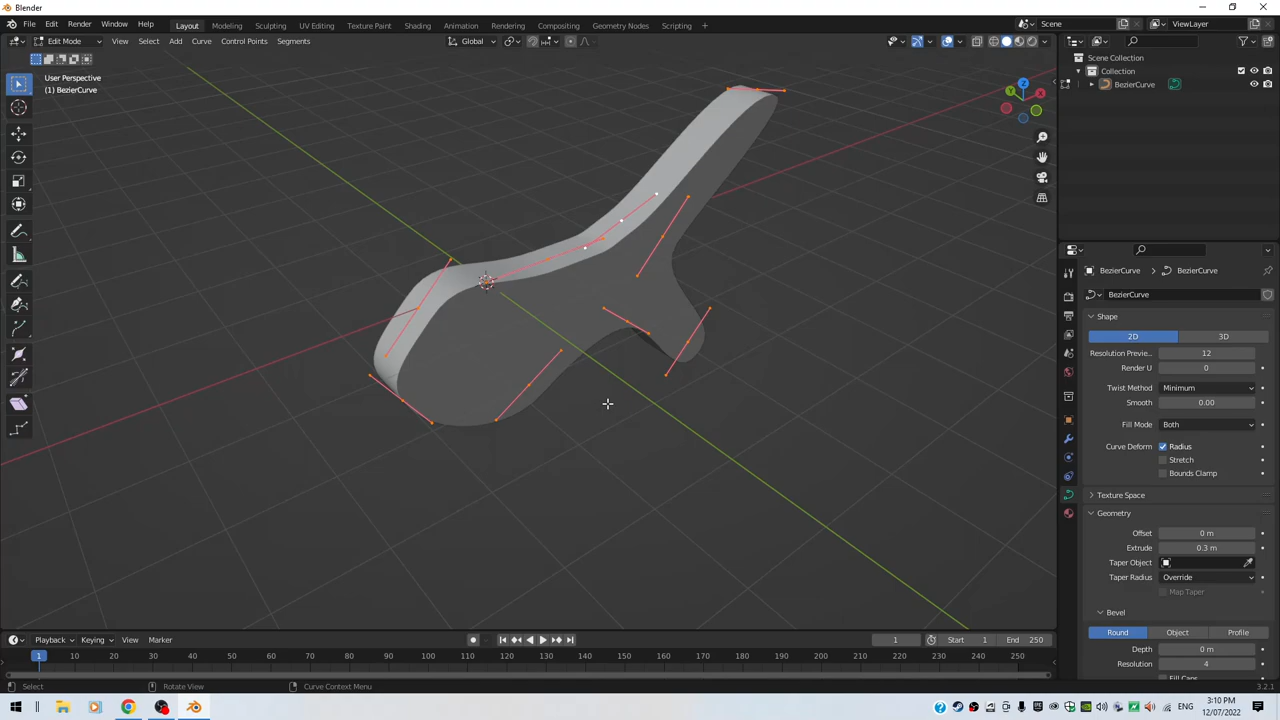 Blender
File Edit Render Window Help
Layout Modeling Sculpting UV Editing Texture Paint Shading Animation Rendering Compositing Geometry Nodes Scripting +
Scene
ViewLayer
Edit Mode View Select Add Curve Control Points Segments
Global
User Perspective
(1) BezierCurve
Z
Y
X
Scene Collection
Collection
BezierCurve
BezierCurve > BezierCurve
BezierCurve
Shape
2D 3D
Resolution Previe... 12
Render U 0
Twist Method Minimum
Smooth 0.00
Fill Mode Both
Curve Deform Radius
Stretch
Bounds Clamp
Texture Space
Geometry
Offset 0 m
Extrude 0.3 m
Taper Object
Taper Radius Override
Map Taper
Bevel
Round Object Profile
Depth 0 m
Resolution 4
Fill Caps
Playback Keying View Marker
1
Start 1 End 250
1 10 20 30 40 50 60 70 80 90 100 110 120 130 140 150 160 170 180 190 200 210 220 230 240 250
Select Rotate View Curve Context Menu
3.2.1
3:10 PM
12/07/2022